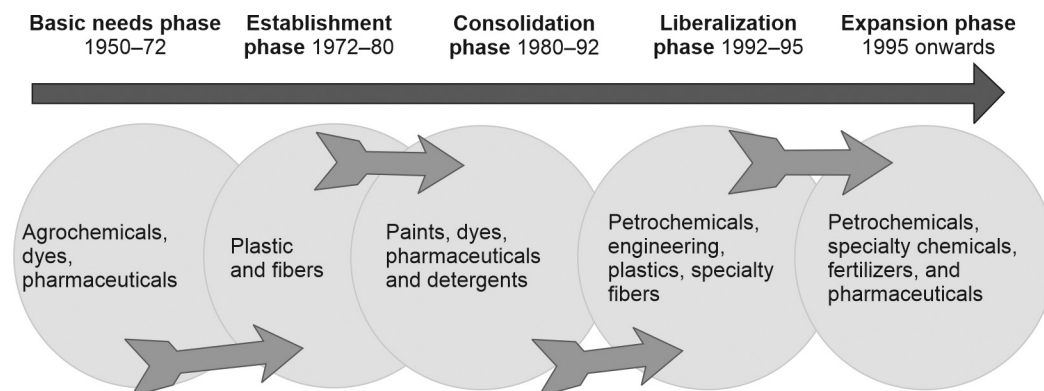 Basic needs phase
1950–72
Establishment
phase 1972–80
Consolidation
phase 1980–92
Liberalization
phase 1992–95
Expansion phase
1995 onwards
Agrochemicals,
dyes,
pharmaceuticals
Plastic
and fibers
Paints, dyes,
pharmaceuticals
and detergents
Petrochemicals,
engineering,
plastics, specialty
fibers
Petrochemicals,
specialty chemicals,
fertilizers, and
pharmaceuticals